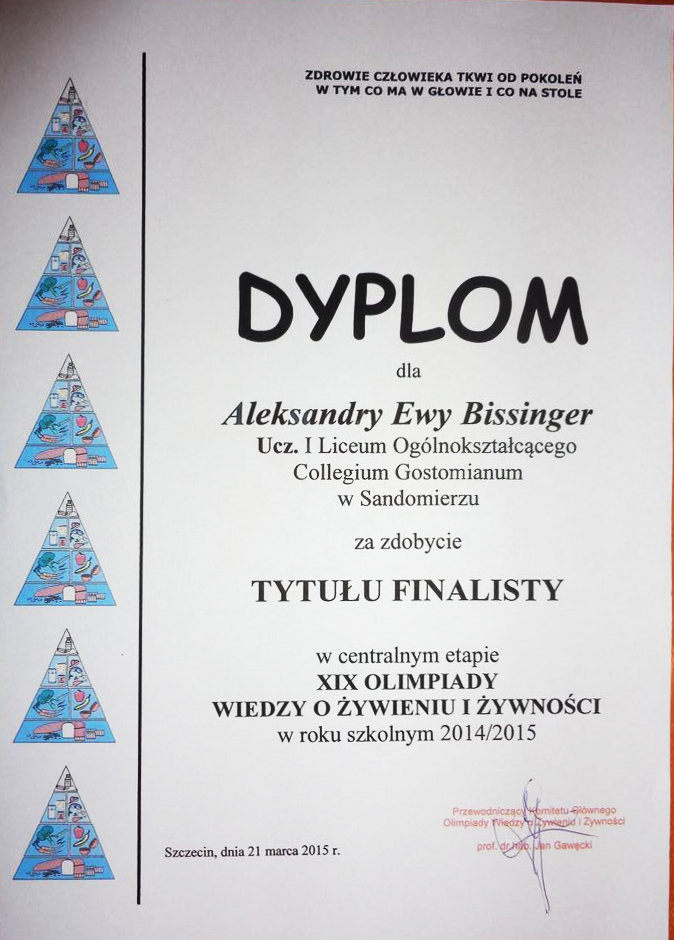 ZDROWIE CZŁOWIEKA TKWI OD POKOLEŃ
W TYM CO MA W GŁOWIE I CO NA STOLE
DYPLOM
dla
Aleksandry Ewy Bissinger
Ucz. I Liceum Ogólnokształcącego
Collegium Gostomianum
w Sandomierzu
za zdobycie
TYTUŁU FINALISTY
w centralnym etapie
XIX OLIMPIADY
WIEDZY O ŻYWIENIU I ŻYWNOŚCI
w roku szkolnym 2014/2015
Przewodniczący Komitetu Głównego
Olimpiady Wiedzy o Żywieniu i Żywności
prof. dr hab. Jan Gawęcki
Szczecin, dnia 21 marca 2015 r.